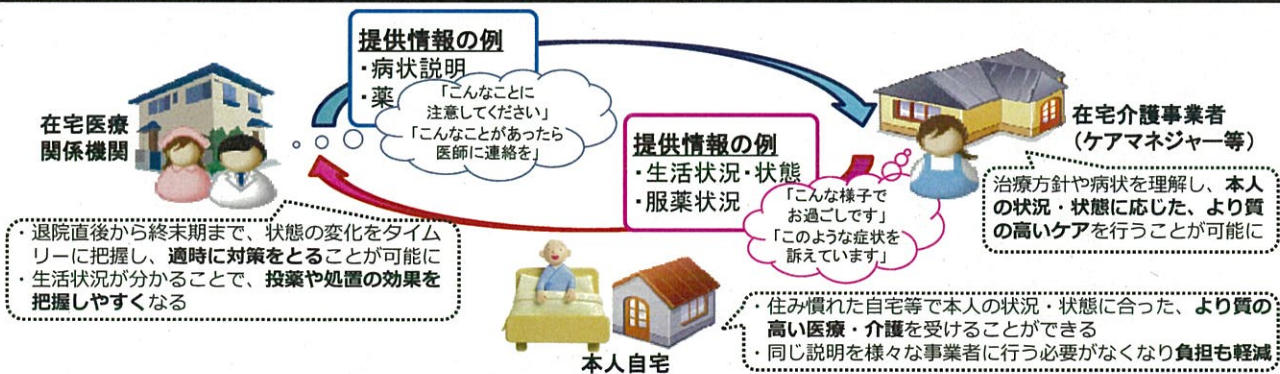 提供情報の例
・病状説明
・薬
「こんなことに
注意してください」
「こんなことがあったら
医師に連絡を」
在宅医療
関係機関
提供情報の例
・生活状況・状態
・服薬状況
「こんな様子で
お過ごしです」
「このような症状を
訴えています」
在宅介護事業者
（ケアマネジャー等）
治療方針や病状を理解し、本人
の状況・状態に応じた、より質
の高いケアを行うことが可能に
・退院直後から終末期まで、状態の変化をタイム
リーに把握し、適時に対策をとることが可能に
・生活状況が分かることで、投薬や処置の効果を
把握しやすくなる
本人自宅
・住み慣れた自宅等で本人の状況・状態に合った、より質の
高い医療・介護を受けることができる
・同じ説明を様々な事業者に行う必要がなくなり負担も軽減